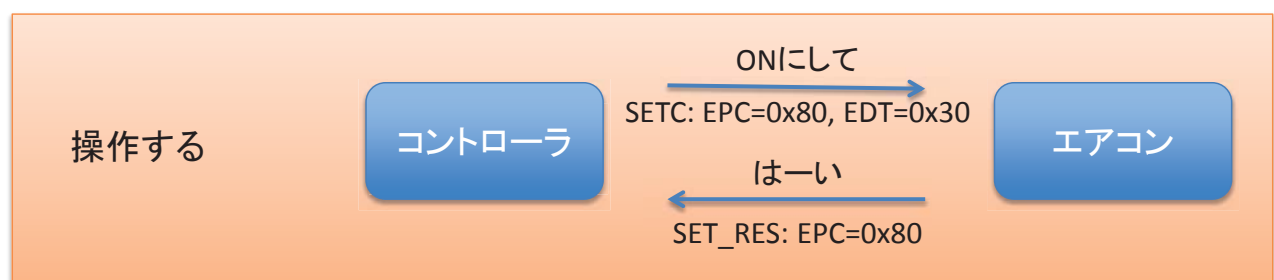 操作する
コントローラ
ONにして
SETC: EPC=0x80, EDT=0x30
はーい
SET_RES: EPC=0x80
エアコン